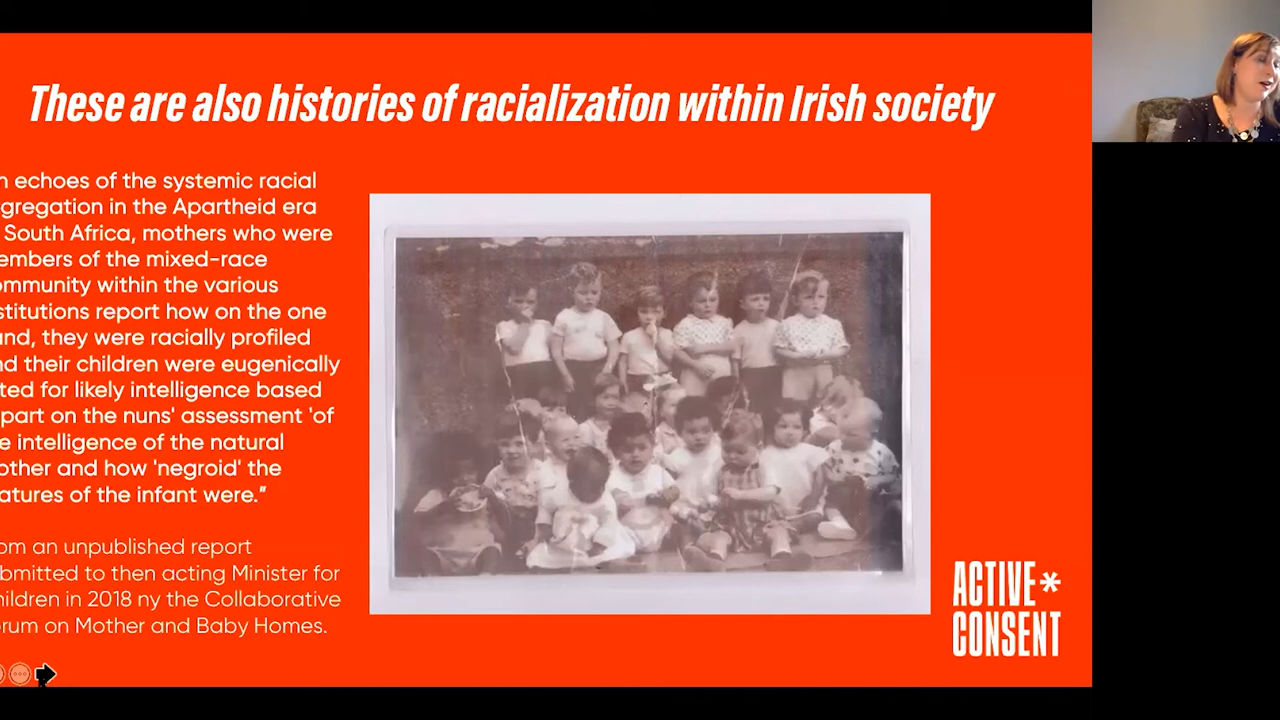 These are also histories of racialization within Irish society
n echoes of the systemic racial
gregation in the Apartheid era
South Africa, mothers who were
embers of the mixed-race
ommunity within the various
stitutions report how on the one
and, they were racially profiled
nd their children were eugenically
ted for likely intelligence based
part on the nuns' assessment 'of
e intelligence of the natural
other and how 'negroid' the
atures of the infant were.”
om an unpublished report
bmitted to then acting Minister for
hildren in 2018 ny the Collaborative
orum on Mother and Baby Homes.
ACTIVE*
CONSENT